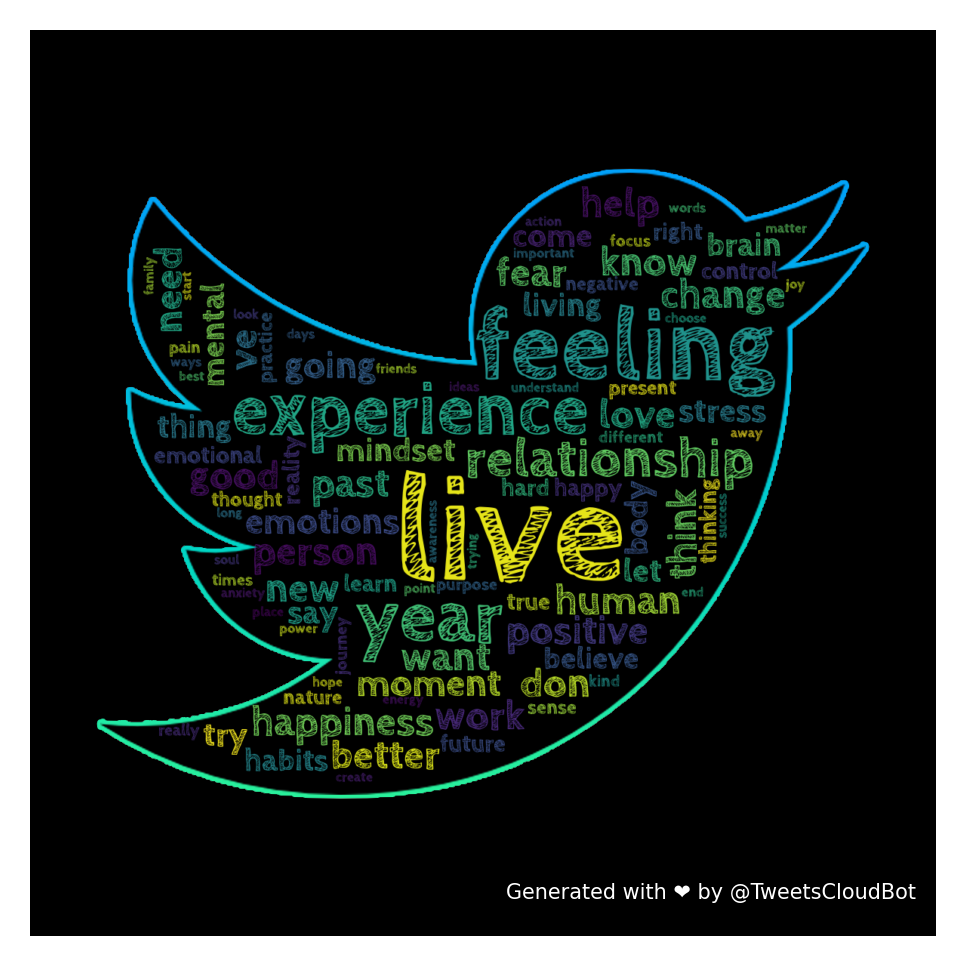 help
words
action
come
important
focus
right
brain
matter
fear
know
control
negative
living
change
joy
choose
feeling
family
need
start
mental
look
ve
practice
days
pain
ways
best
going
friends
ideas
understand
present
experience
love
stress
different
away
thing
emotional
reality
mindset
relationship
good
thought
past
hard
happy
long
emotions
live
awareness
trying
body
think
thinking
success
person
soul
let
times
anxiety
new
learn
point
purpose
end
place
say
power
journey
year
true
human
positive
want
believe
hope
nature
moment
energy
don
kind
sense
really
try
happiness
work
future
habits
better
create
Generated with ❤ by @TweetsCloudBot